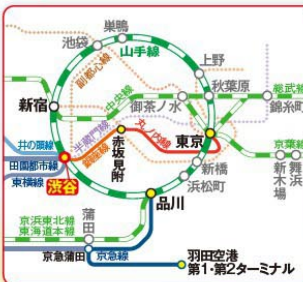 巣鴨
池袋
山手線
上野
副都心線
秋葉原
総武線
新宿
中央線
御茶ノ水
錦糸町
半蔵門線
丸ノ内線
井の頭線
銀座線
赤坂見附
東京
京葉線
田園都市線
新橋
新木場
舞浜
東横線
渋谷
浜松町
品川
京浜東北線
東海道本線
蒲田
京急蒲田
京急線
羽田空港
第1・第2ターミナル